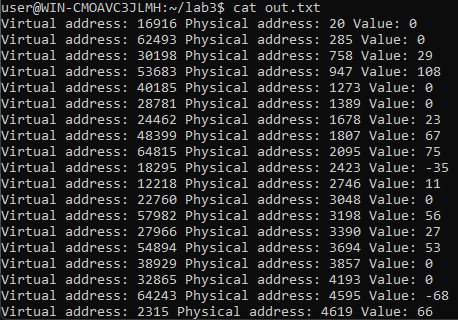 user@WIN-CMOAVC3JLMH:~/lab3$ cat out.txt
Virtual address: 16916 Physical address: 20 Value: 0
Virtual address: 62493 Physical address: 285 Value: 0
Virtual address: 30198 Physical address: 758 Value: 29
Virtual address: 53683 Physical address: 947 Value: 108
Virtual address: 40185 Physical address: 1273 Value: 0
Virtual address: 28781 Physical address: 1389 Value: 0
Virtual address: 24462 Physical address: 1678 Value: 23
Virtual address: 48399 Physical address: 1807 Value: 67
Virtual address: 64815 Physical address: 2095 Value: 75
Virtual address: 18295 Physical address: 2423 Value: -35
Virtual address: 12218 Physical address: 2746 Value: 11
Virtual address: 22760 Physical address: 3048 Value: 0
Virtual address: 57982 Physical address: 3198 Value: 56
Virtual address: 27966 Physical address: 3390 Value: 27
Virtual address: 54894 Physical address: 3694 Value: 53
Virtual address: 38929 Physical address: 3857 Value: 0
Virtual address: 32865 Physical address: 4193 Value: 0
Virtual address: 64243 Physical address: 4595 Value: -68
Virtual address: 2315 Physical address: 4619 Value: 66